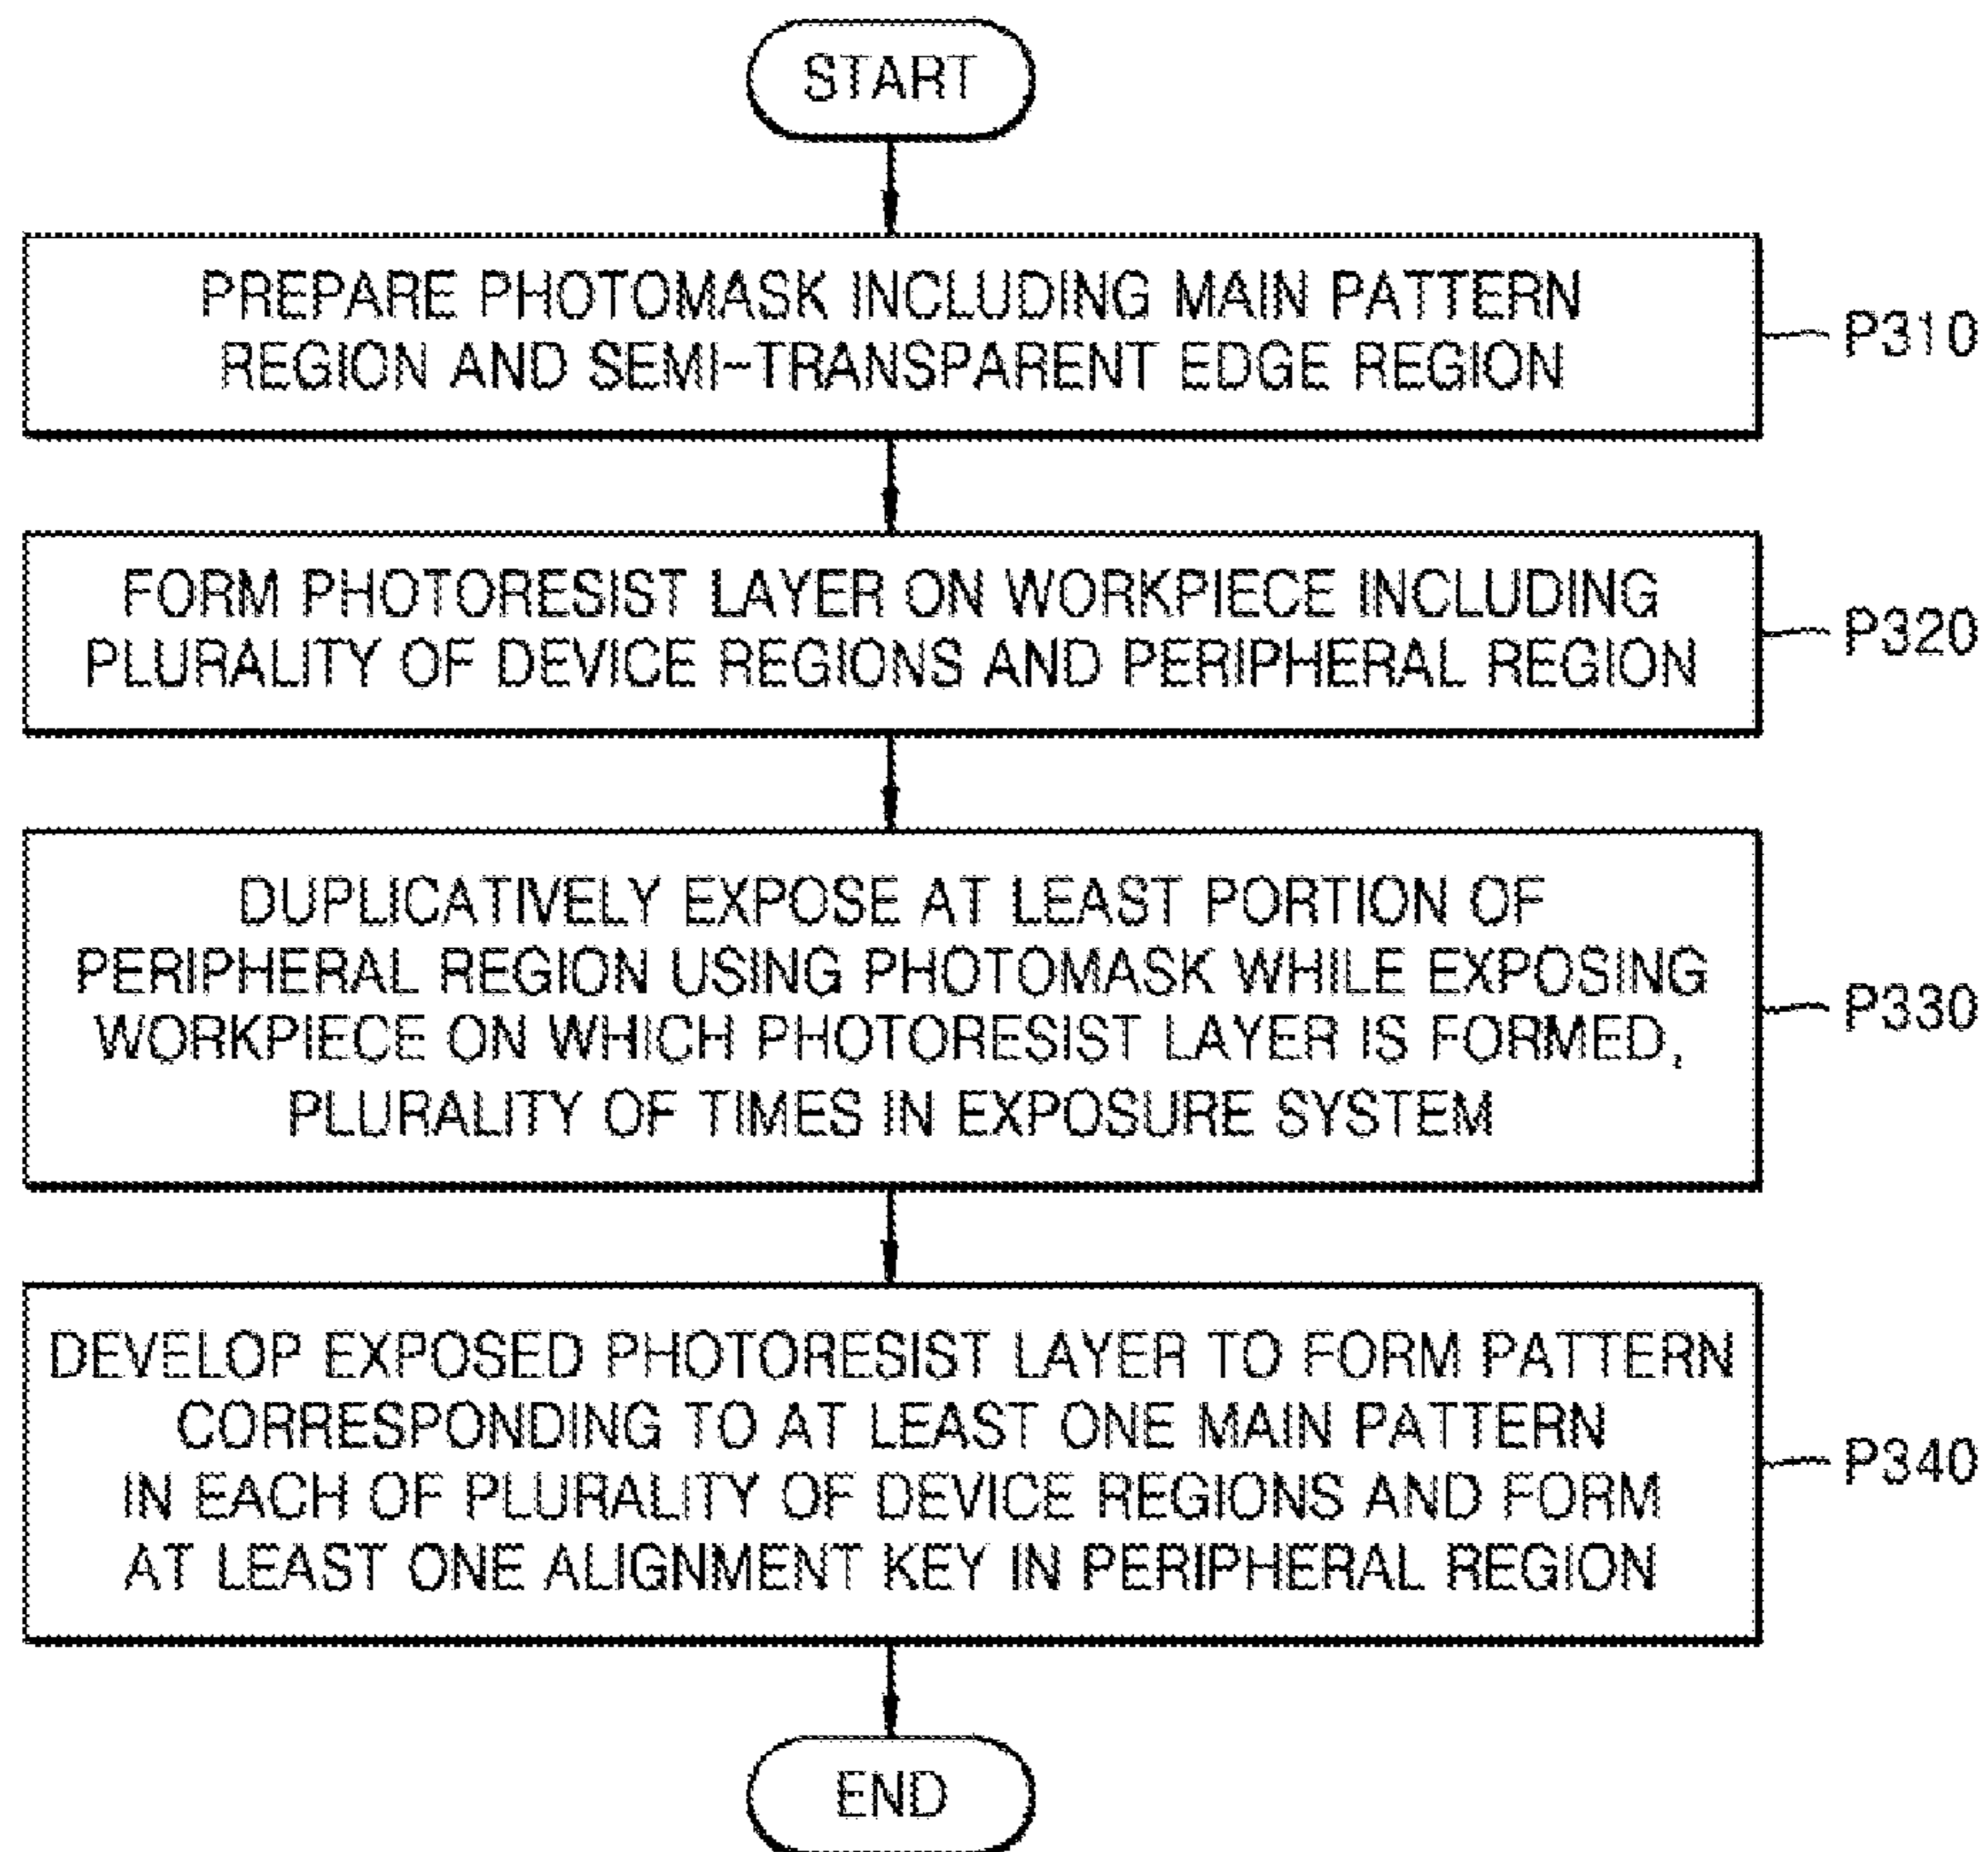 START
PREPARE PHOTOMASK INCLUDING MAIN PATTERN
REGION AND SEMI-TRANSPARENT EDGE REGION
P310
FORM PHOTORESIST LAYER ON WORKPIECE INCLUDING
PLURALITY OF DEVICE REGIONS AND PERIPHERAL REGION
P320
DUPLICATIVELY EXPOSE AT LEAST PORTION OF
PERIPHERAL REGION USING PHOTOMASK WHILE EXPOSING
WORKPIECE ON WHICH PHOTORESIST LAYER IS FORMED,
PLURALITY OF TIMES IN EXPOSURE SYSTEM
P330
DEVELOP EXPOSED PHOTORESIST LAYER TO FORM PATTERN
CORRESPONDING TO AT LEAST ONE MAIN PATTERN
IN EACH OF PLURALITY OF DEVICE REGIONS AND FORM
AT LEAST ONE ALIGNMENT KEY IN PERIPHERAL REGION
P340
END